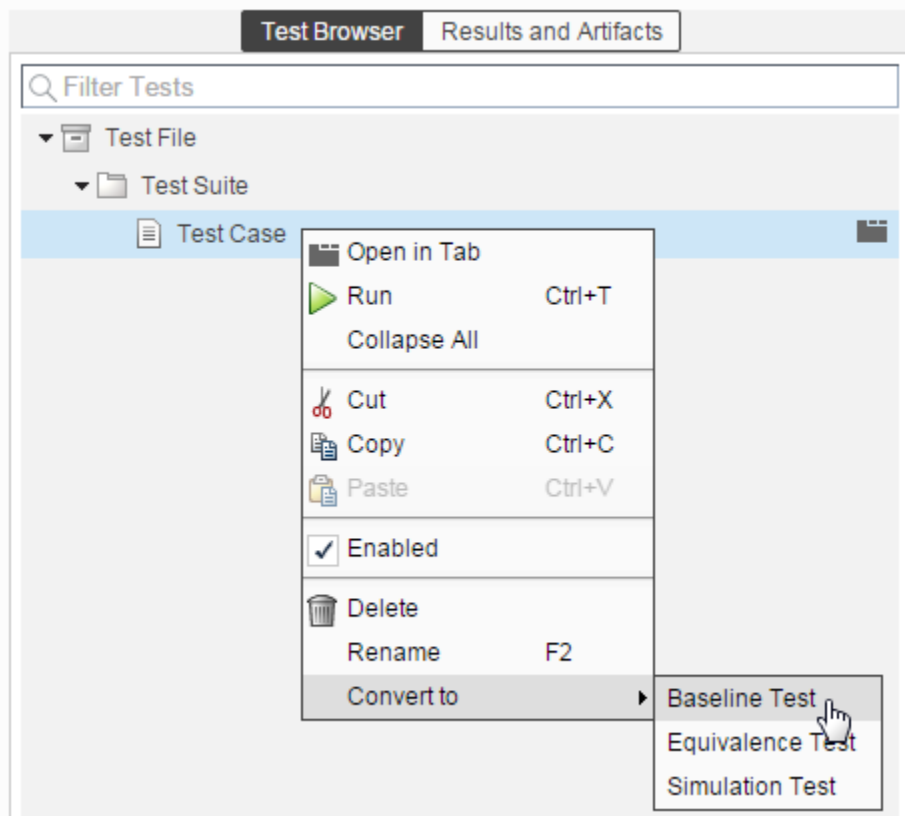 Test Browser Results and Artifacts
Filter Tests
Test File
Test Suite
Test Case
Open in Tab
Run Ctrl+T
Collapse All
Cut Ctrl+X
Copy Ctrl+C
Paste Ctrl+V
Enabled
Delete
Rename F2
Convert to
Baseline Test
Equivalence Test
Simulation Test